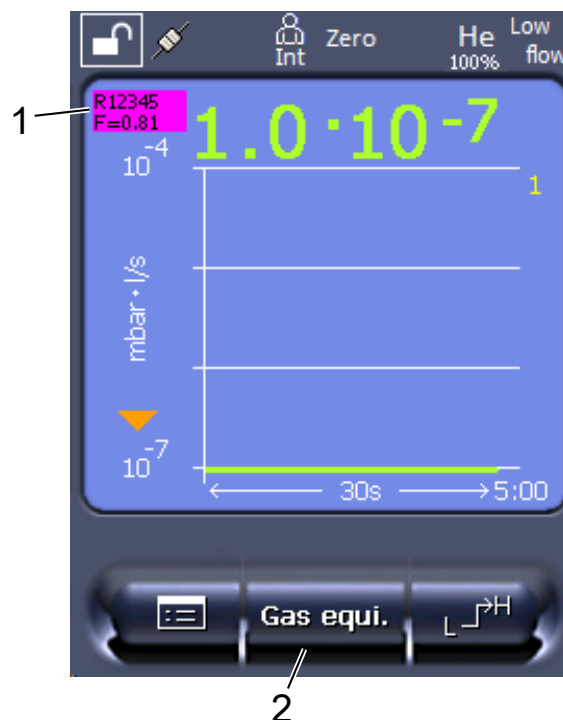 Zero
He
Low
Int
100%
flow
1
R12345
F=0.81
1.0·10⁻⁷
10⁻⁴
1
mbar·l/s
10⁻⁷
30s
5:00
Gas equi.
L
H
2